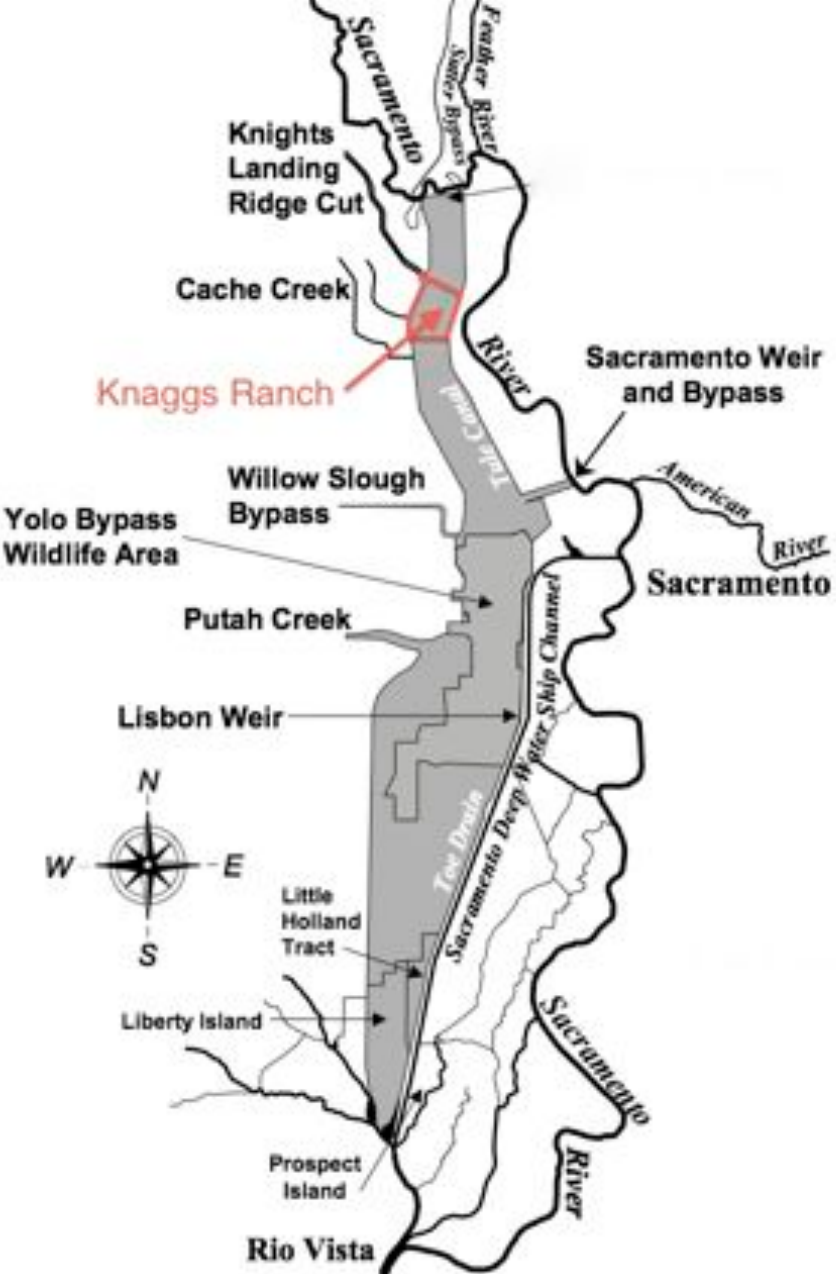 Sacramento
Feather River
Sutter Bypass
Knights
Landing
Ridge Cut
Cache Creek
Knaggs Ranch
River
Sacramento Weir
and Bypass
Tule Canal
Willow Slough
Bypass
American
River
Yolo Bypass
Wildlife Area
Sacramento
Putah Creek
Sacramento Deep Water Ship Channel
Lisbon Weir
N
W
E
S
Toe Drain
Little
Holland
Tract
Liberty Island
Sacramento
River
Prospect
Island
Rio Vista